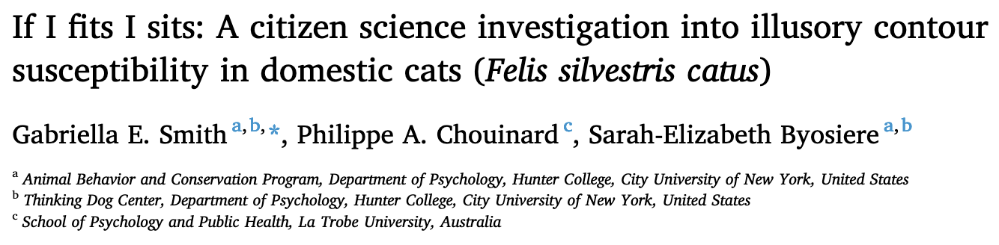 If I fits I sits: A citizen science investigation into illusory contour
susceptibility in domestic cats (Felis silvestris catus)
Gabriella E. Smith a,b,*, Philippe A. Chouinard c, Sarah-Elizabeth Byosiere a,b
a Animal Behavior and Conservation Program, Department of Psychology, Hunter College, City University of New York, United States
b Thinking Dog Center, Department of Psychology, Hunter College, City University of New York, United States
c School of Psychology and Public Health, La Trobe University, Australia